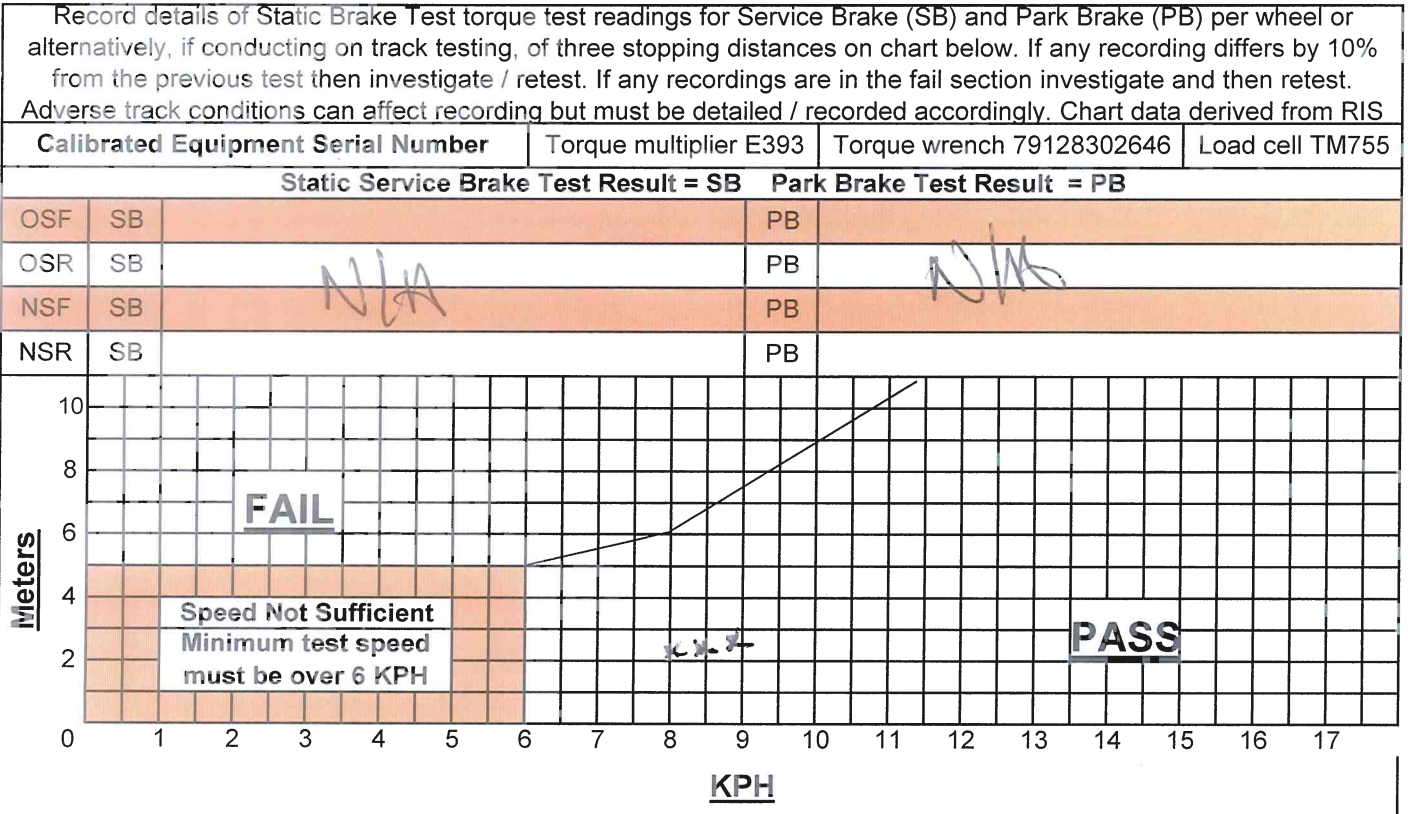 Record details of Static Brake Test torque test readings for Service Brake (SB) and Park Brake (PB) per wheel or
alternatively, if conducting on track testing, of three stopping distances on chart below. If any recording differs by 10%
from the previous test then investigate / retest. If any recordings are in the fail section investigate and then retest.
Adverse track conditions can affect recording but must be detailed / recorded accordingly. Chart data derived from RIS
Calibrated Equipment Serial Number Torque multiplier E393 Torque wrench 79128302646 Load cell TM755
Static Service Brake Test Result = SB Park Brake Test Result = PB
OSF SB PB
OSR SB N/A PB N/A
NSF SB PB
NSR SB PB
10
8
FAIL
6
Meters
4
Speed Not Sufficient
Minimum test speed
must be over 6 KPH
x x x
PASS
2
0 1 2 3 4 5 6 7 8 9 10 11 12 13 14 15 16 17
KPH